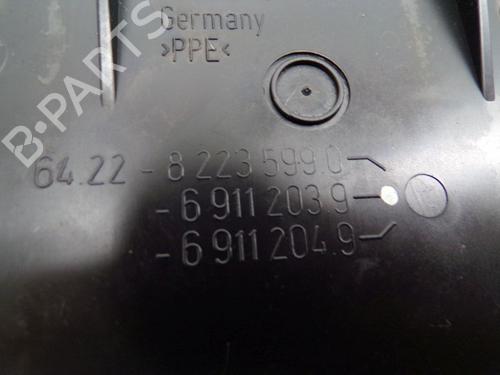 Germany
>PPE<
64.22 - 8 223 599.0
- 6 911 203.9
- 6 911 204.9
B-PARTS